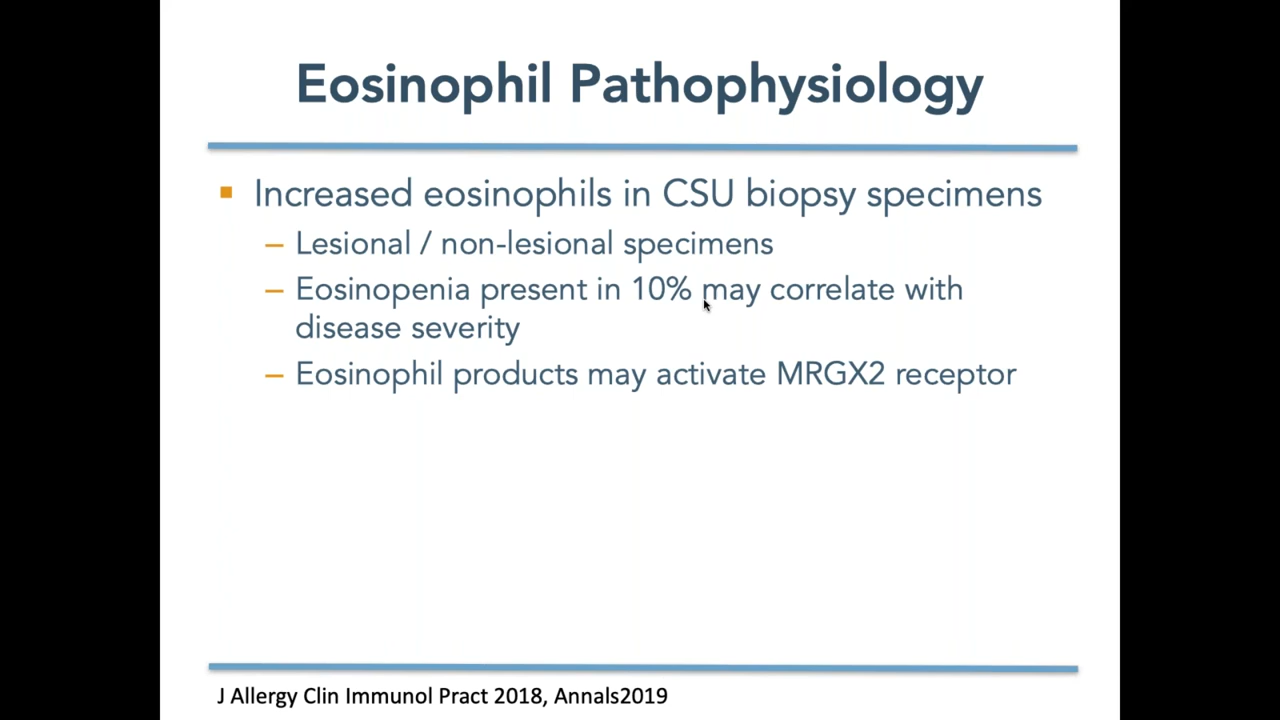 Eosinophil Pathophysiology
Increased eosinophils in CSU biopsy specimens
– Lesional / non-lesional specimens
– Eosinopenia present in 10% may correlate with
disease severity
– Eosinophil products may activate MRGX2 receptor
J Allergy Clin Immunol Pract 2018, Annals2019